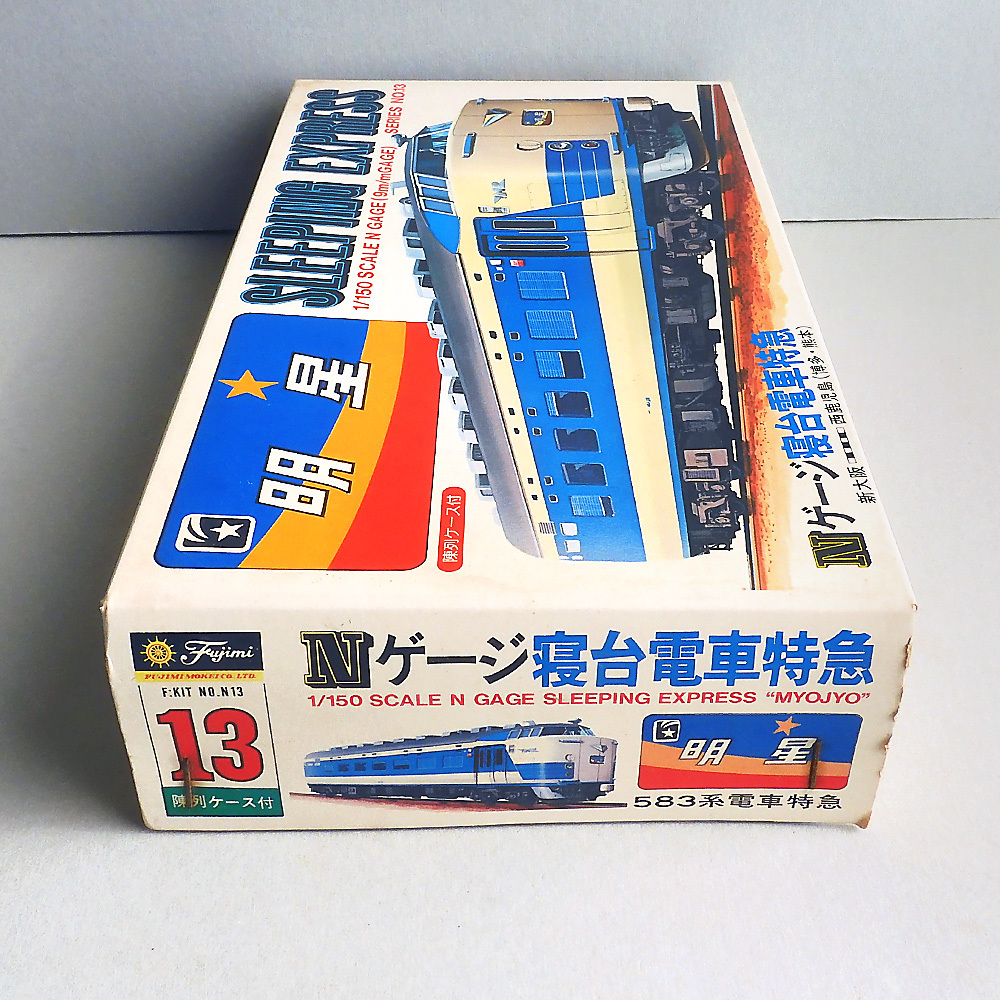 SLEEPING EXPRESS
1/150 SCALE N GAGE (9m/mGAGE) SERIES NO.13
明星
陳列ケース付
Nゲージ寝台電車特急
新大阪 西鹿児島(博多・熊本)
Fujimi
FUJIMI MOKEI CO., LTD.
F:KIT NO.N13
13
陳列ケース付
Nゲージ寝台電車特急
1/150 SCALE N GAGE SLEEPING EXPRESS "MYOJYO"
明星
583系電車特急